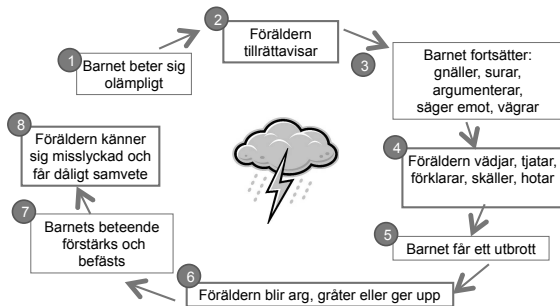 1
Barnet beter sig
olämpligt
2
Föräldern
tillrättavisar
3
Barnet fortsätter:
gnäller, surar,
argumenterar,
säger emot, vägrar
4
Föräldern vädjar, tjatar,
förklarar, skäller, hotar
5
Barnet får ett utbrott
6
Föräldern blir arg, gråter eller ger upp
7
Barnets beteende
förstärks och
befästs
8
Föräldern känner
sig misslyckad och
får dåligt samvete